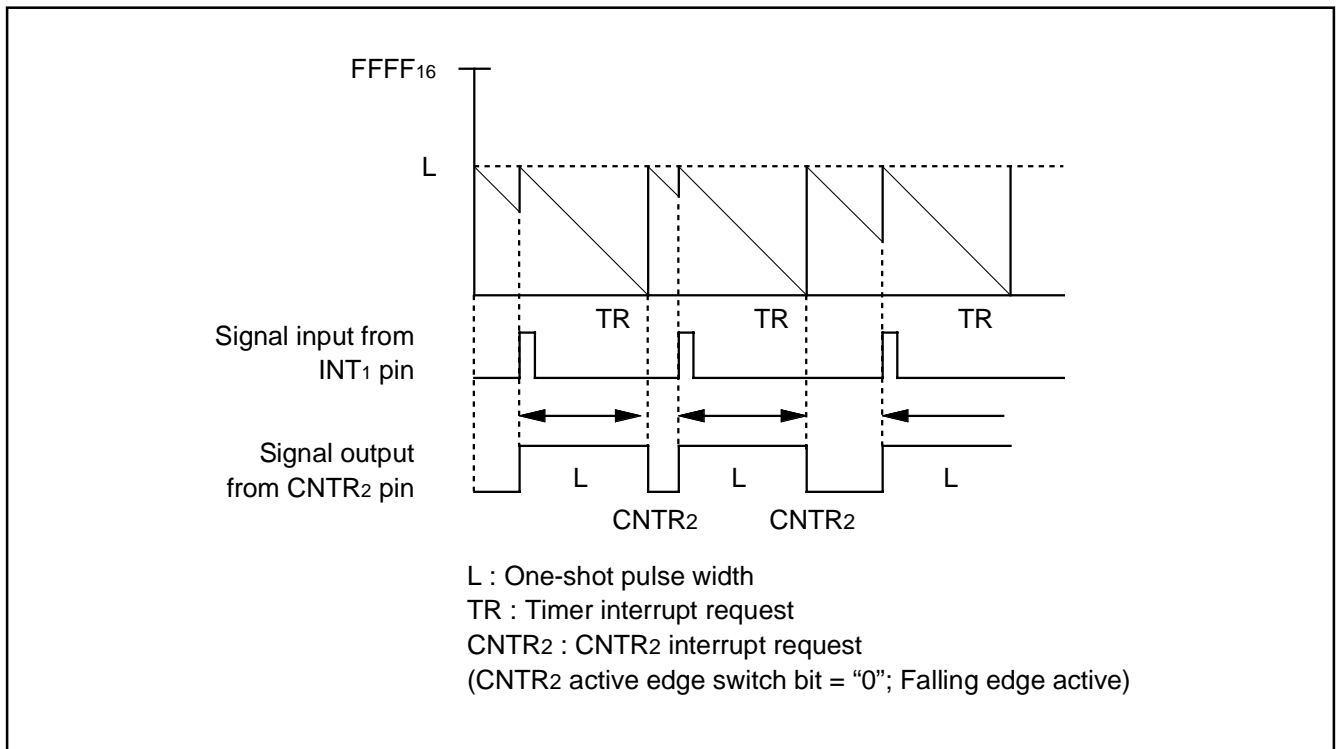 FFFF16
L
TR TR TR
Signal input from
INT1 pin
Signal output
from CNTR2 pin
L L L
CNTR2 CNTR2
L : One-shot pulse width
TR : Timer interrupt request
CNTR2 : CNTR2 interrupt request
(CNTR2 active edge switch bit = “0”; Falling edge active)